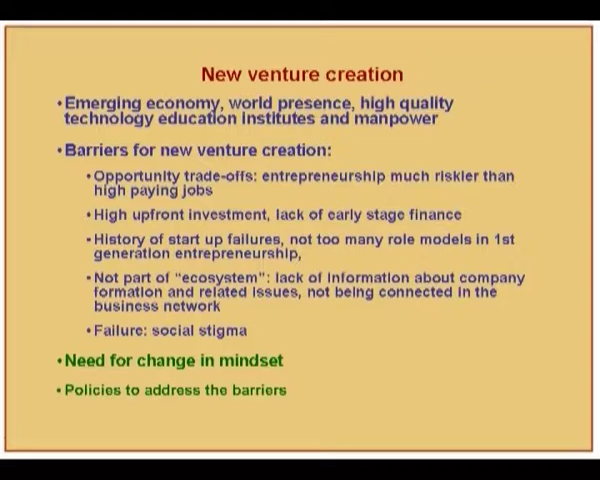 New venture creation
•Emerging economy, world presence, high quality
technology education institutes and manpower
•Barriers for new venture creation:
•Opportunity trade-offs: entrepreneurship much riskier than
high paying jobs
•High upfront investment, lack of early stage finance
•History of start up failures, not too many role models in 1st
generation entrepreneurship,
•Not part of "ecosystem": lack of information about company
formation and related issues, not being connected in the
business network
•Failure: social stigma
•Need for change in mindset
•Policies to address the barriers